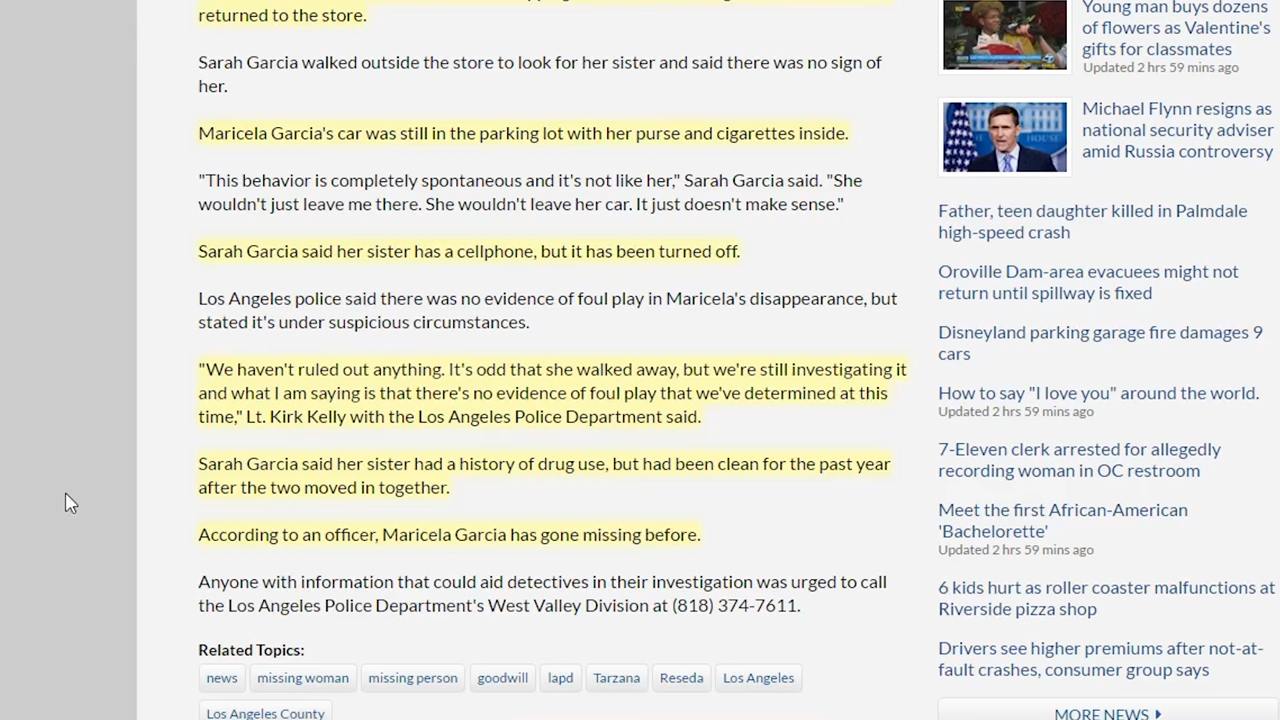 returned to the store.
Sarah Garcia walked outside the store to look for her sister and said there was no sign of
her.
Maricela Garcia's car was still in the parking lot with her purse and cigarettes inside.
"This behavior is completely spontaneous and it's not like her," Sarah Garcia said. "She
wouldn't just leave me there. She wouldn't leave her car. It just doesn't make sense."
Sarah Garcia said her sister has a cellphone, but it has been turned off.
Los Angeles police said there was no evidence of foul play in Maricela's disappearance, but
stated it's under suspicious circumstances.
"We haven't ruled out anything. It's odd that she walked away, but we're still investigating it
and what I am saying is that there's no evidence of foul play that we've determined at this
time," Lt. Kirk Kelly with the Los Angeles Police Department said.
Sarah Garcia said her sister had a history of drug use, but had been clean for the past year
after the two moved in together.
According to an officer, Maricela Garcia has gone missing before.
Anyone with information that could aid detectives in their investigation was urged to call
the Los Angeles Police Department's West Valley Division at (818) 374-7611.
Related Topics:
news missing woman missing person goodwill lapd Tarzana Reseda Los Angeles
Los Angeles County
Young man buys dozens
of flowers as Valentine's
gifts for classmates
Updated 2 hrs 59 mins ago
Michael Flynn resigns as
national security adviser
amid Russia controversy
Father, teen daughter killed in Palmdale
high-speed crash
Oroville Dam-area evacuees might not
return until spillway is fixed
Disneyland parking garage fire damages 9
cars
How to say "I love you" around the world.
Updated 2 hrs 59 mins ago
7-Eleven clerk arrested for allegedly
recording woman in OC restroom
Meet the first African-American
'Bachelorette'
Updated 2 hrs 59 mins ago
6 kids hurt as roller coaster malfunctions at
Riverside pizza shop
Drivers see higher premiums after not-at-
fault crashes, consumer group says
MORE NEWS